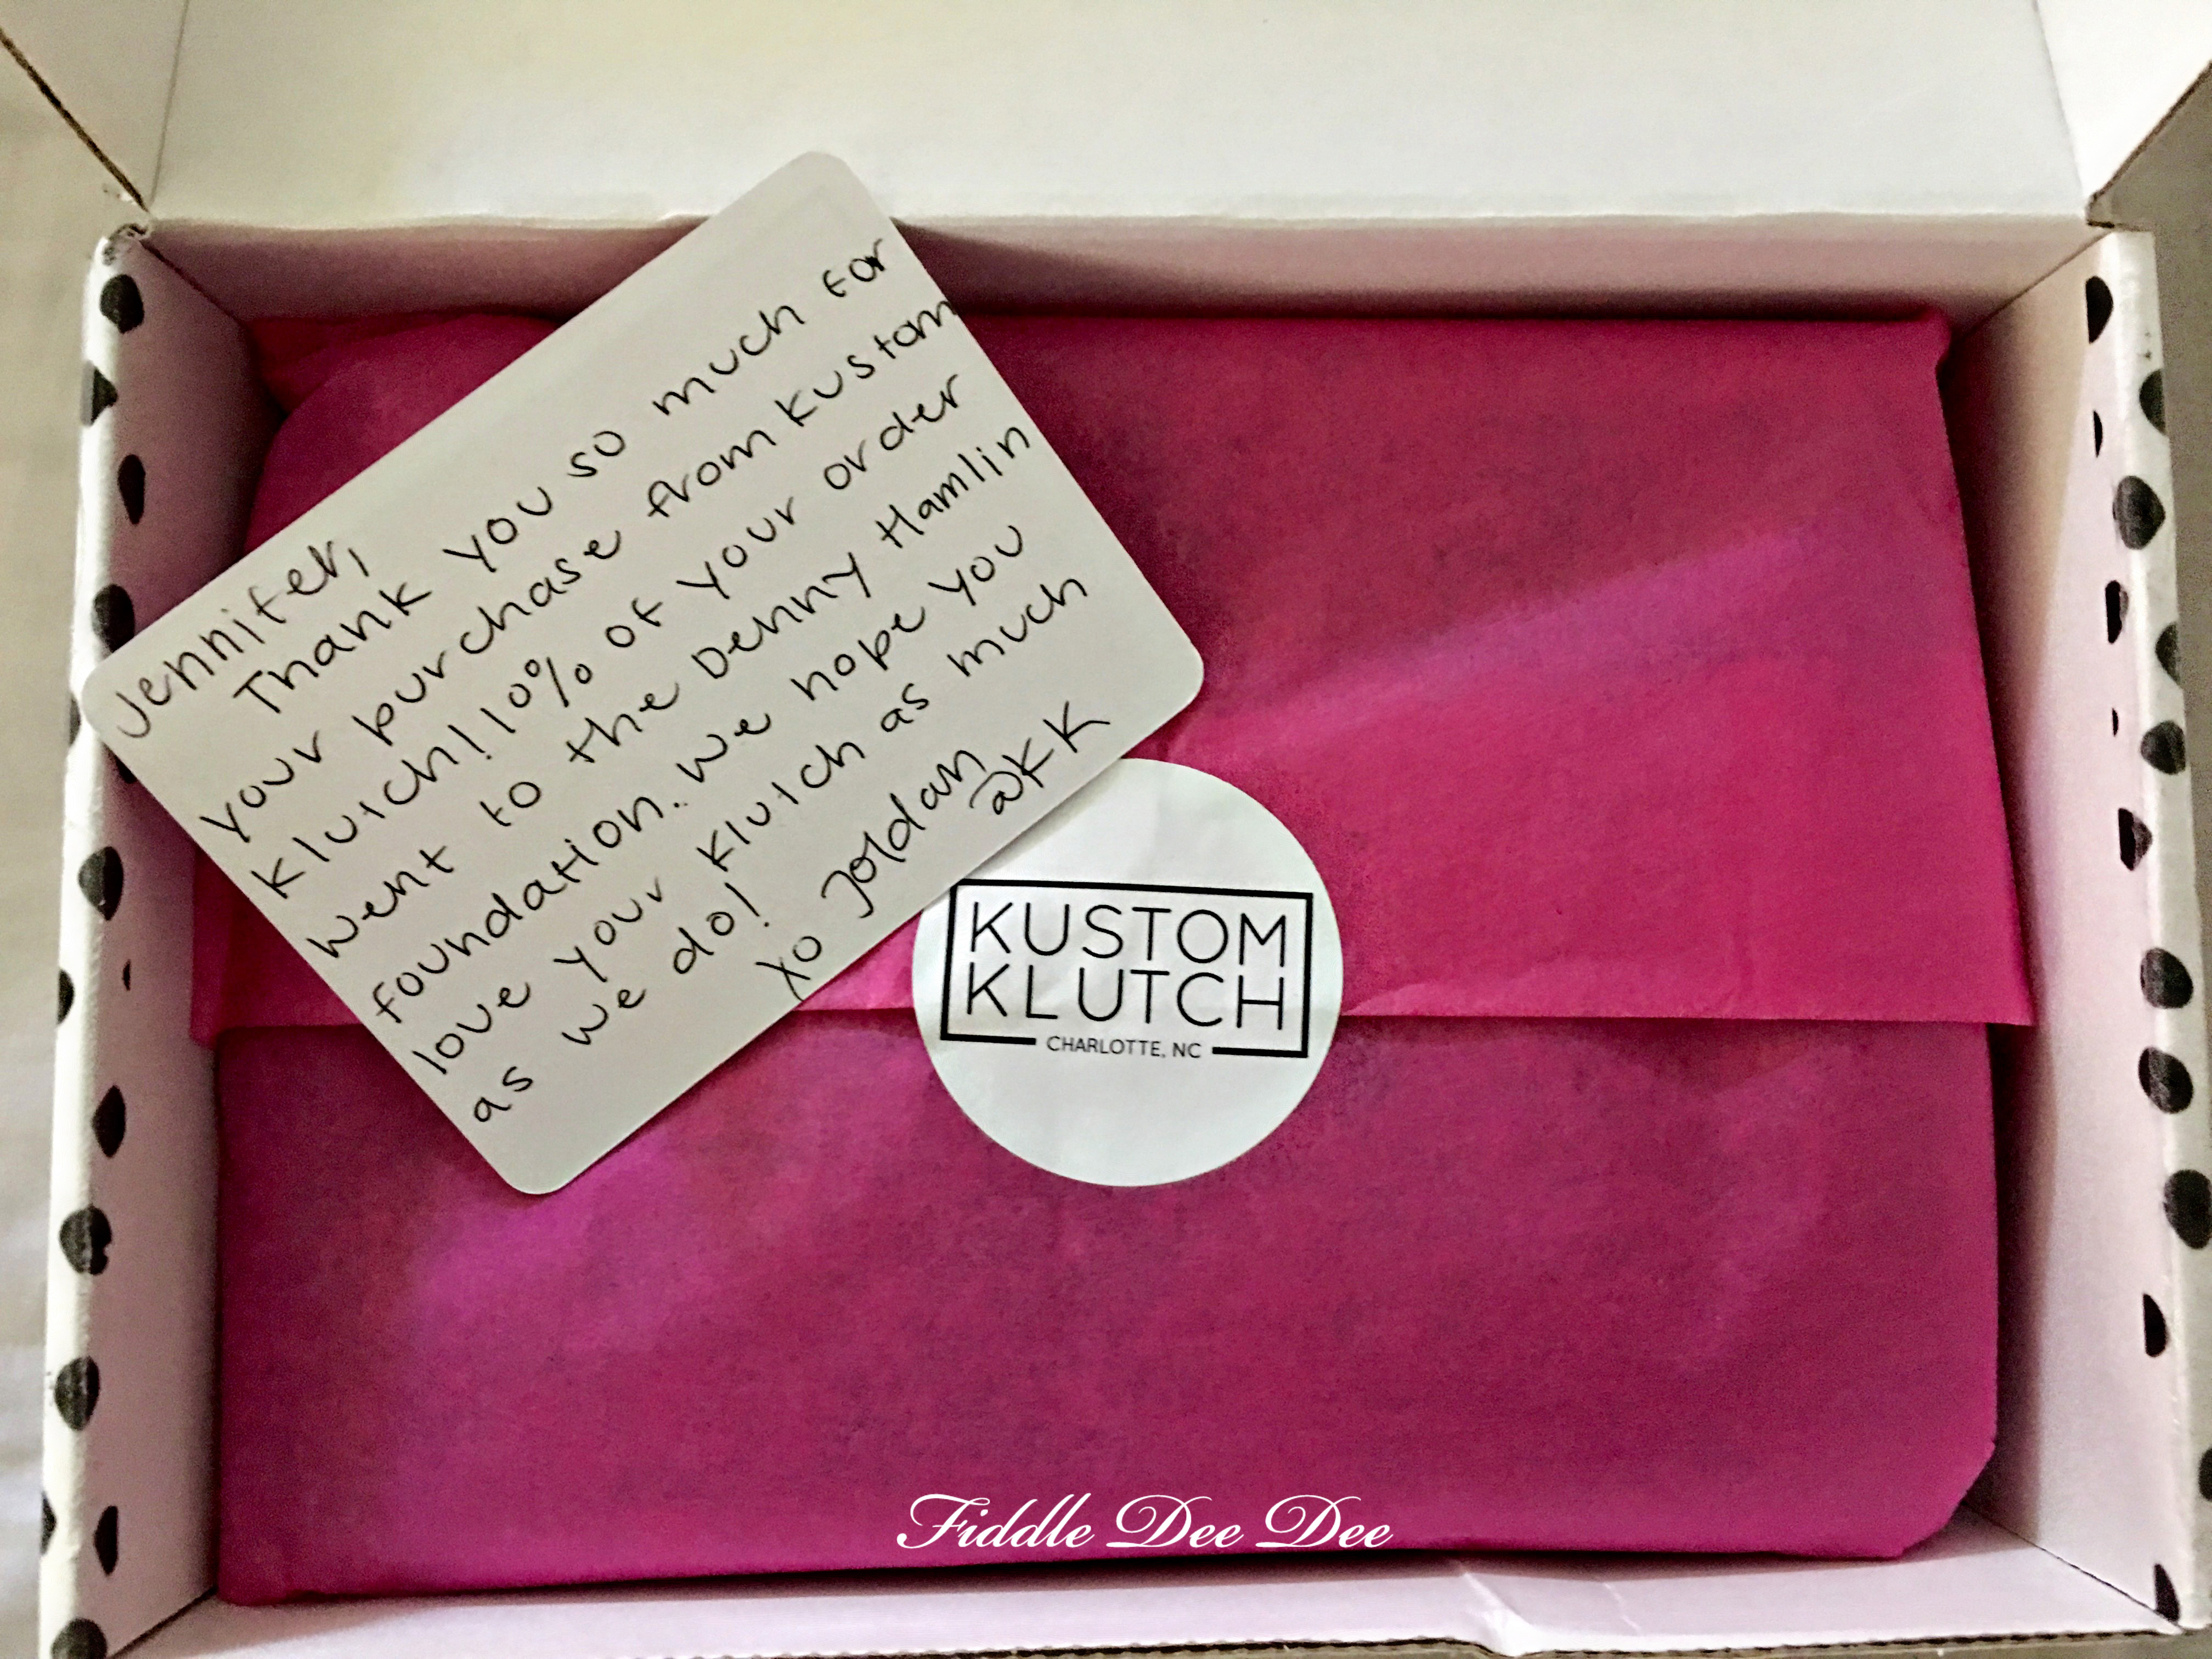 Jennifer,
Thank you so much for
your purchase from Kustom
Klutch! 10% of your order
went to the Denny Hamlin
foundation. We hope you
love your Klutch as much
as we do!
xo Jordan
@KK
KUSTOM
KLUTCH
CHARLOTTE, NC
Fiddle Dee Dee